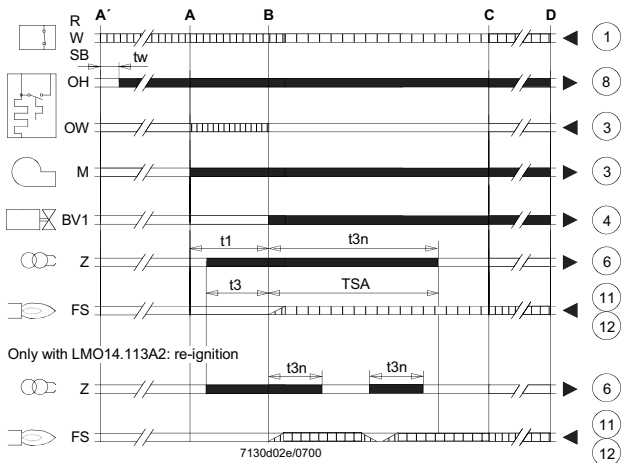 R A´ A B C D
W 1
SB tw
OH 8
OW 3
M 3
BV1 4
t1 t3n
Z 6
t3 TSA
FS 11
12
Only with LMO14.113A2: re-ignition
t3n t3n
Z 6
FS 11
12
7130d02e/0700